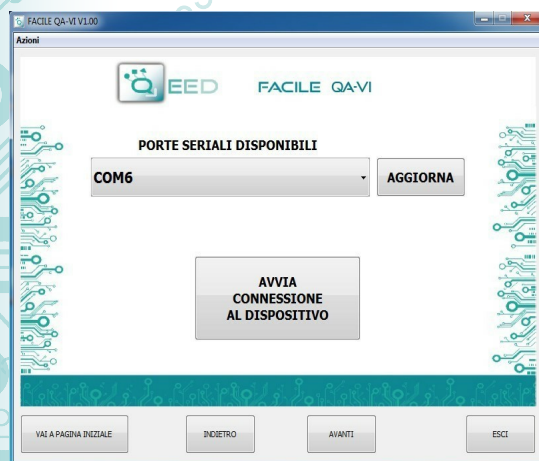 FACILE QA-VI V1.00
Azioni
QEED FACILE QA-VI
PORTE SERIALI DISPONIBILI
COM6 AGGIORNA
AVVIA
CONNESSIONE
AL DISPOSITIVO
VAI A PAGINA INIZIALE INDIETRO AVANTI ESCI